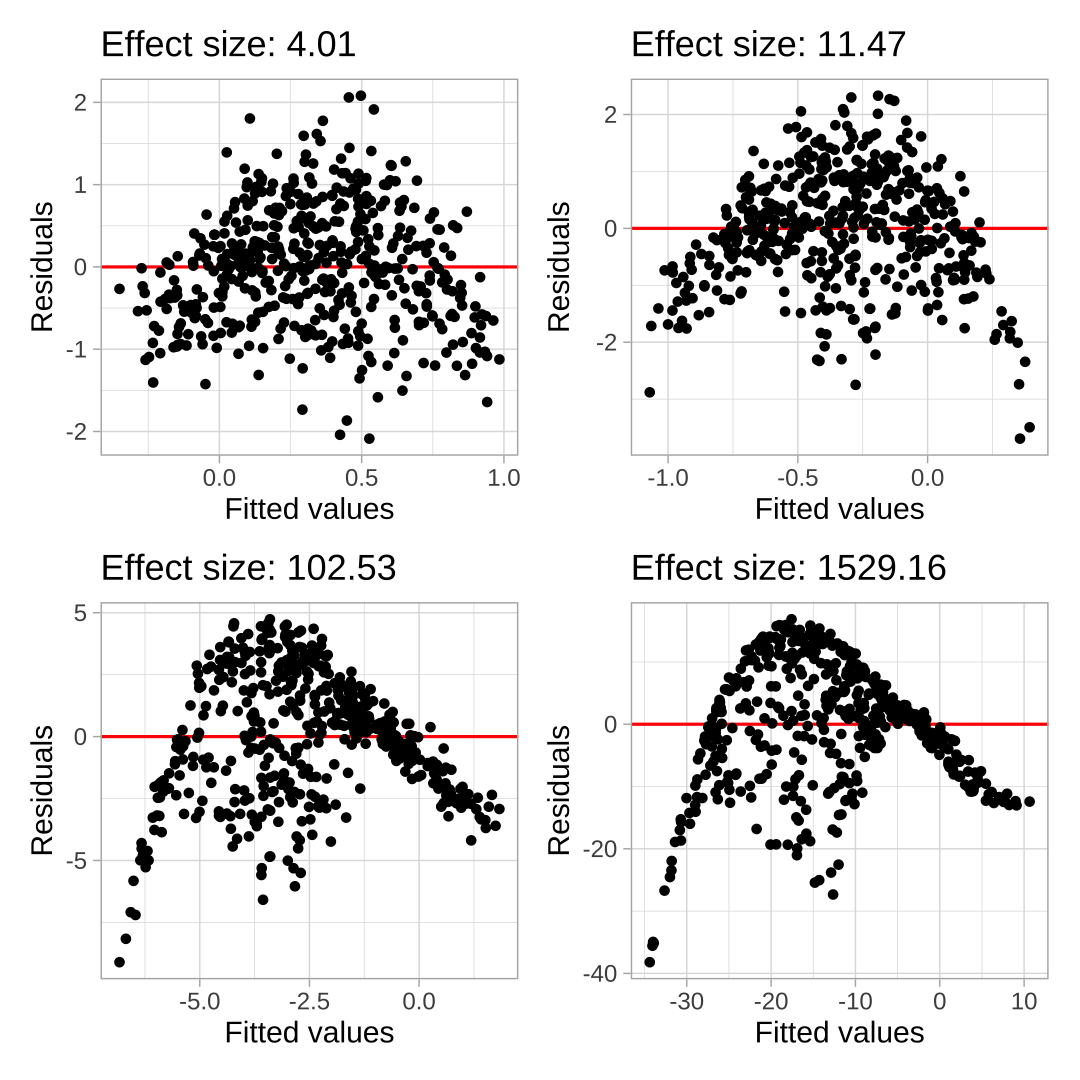 Effect size: 4.01
2
1
0
-1
-2
Residuals
0.0 0.5 1.0
Fitted values
Effect size: 11.47
2
0
-2
Residuals
-1.0 -0.5 0.0
Fitted values
Effect size: 102.53
5
0
-5
Residuals
-5.0 -2.5 0.0
Fitted values
Effect size: 1529.16
0
-20
-40
Residuals
-30 -20 -10 0 10
Fitted values